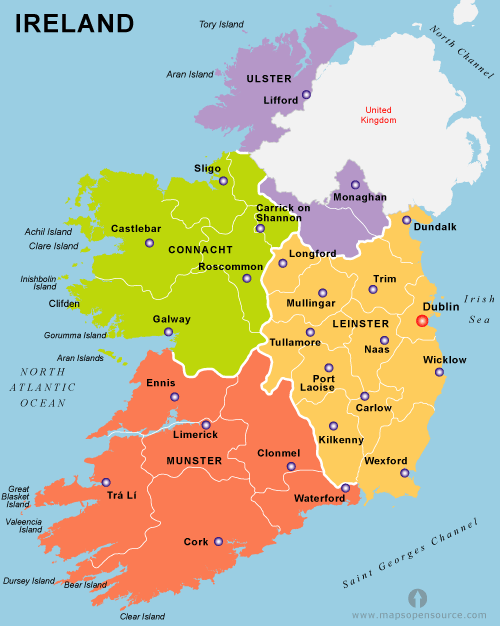 IRELAND
Tory Island
North Channel
Aran Island
ULSTER
Lifford
United
Kingdom
Sligo
Monaghan
Carrick on
Shannon
Dundalk
Achil Island
Castlebar
Clare Island
CONNACHT
Longford
Roscommon
Trim
Inishbolin
Island
Mullingar
Clifden
Dublin
Irish
Sea
Galway
LEINSTER
Gorumma Island
Tullamore
Naas
Aran Islands
Wicklow
NORTH
ATLANTIC
OCEAN
Port
Laoise
Ennis
Carlow
Limerick
Kilkenny
MUNSTER
Clonmel
Wexford
Great
Blasket
Island
Trá Lí
Waterford
Valeencia
Island
Cork
Saint Georges Channel
Dursey Island
Bear Island
Clear Island
www.mapsopensource.com